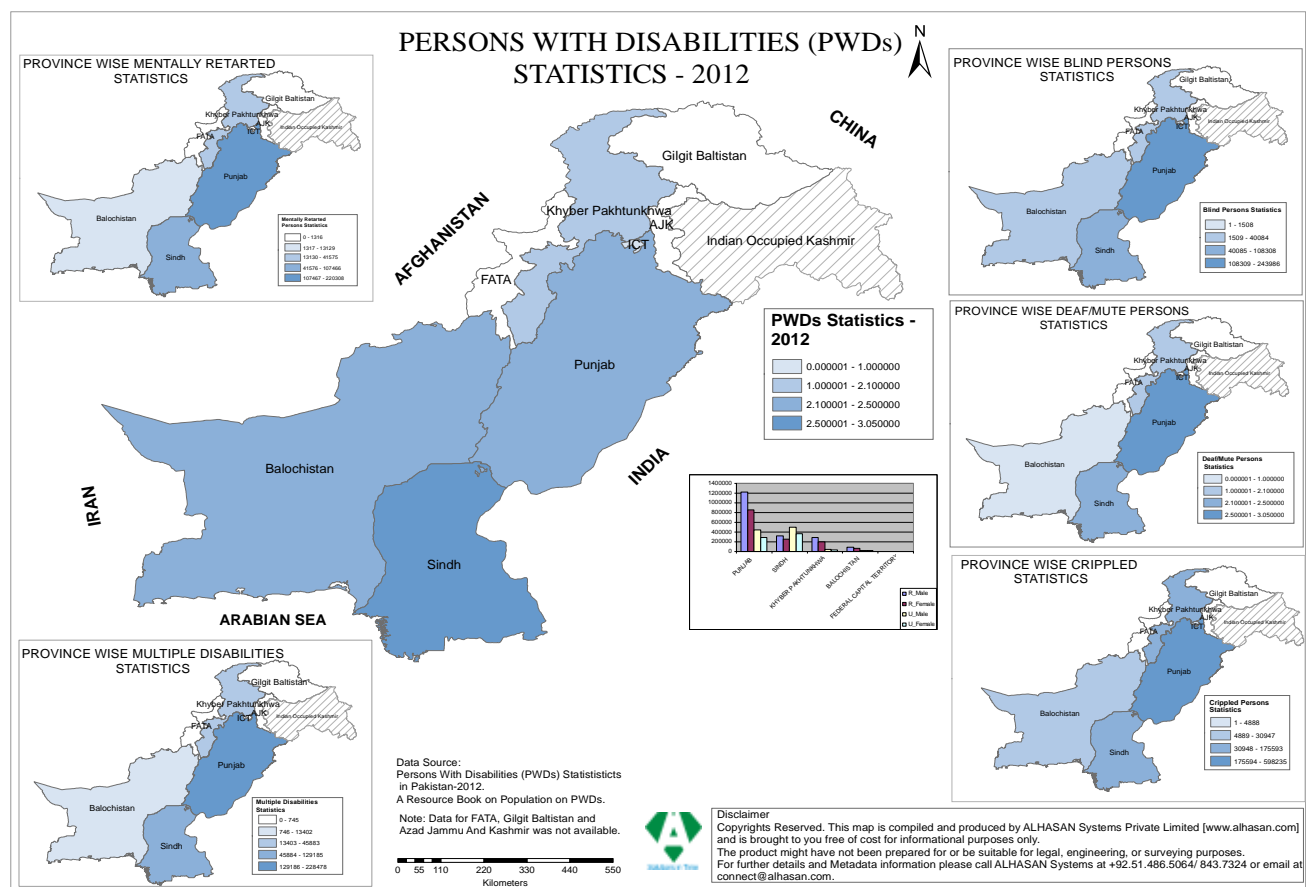 PERSONS WITH DISABILITIES (PWDs)
STATISTICS - 2012
N
PROVINCE WISE MENTALLY RETARTED
STATISTICS
Gilgit Baltistan
Khyber Pakhtunkhwa
AJK
ICT
FATA
Indian Occupied Kashmir
Punjab
Balochistan
Sindh
Mentally Retarted
Persons Statistics
0 - 1316
1317 - 13129
13130 - 41575
41576 - 107466
107467 - 220308
CHINA
Gilgit Baltistan
AFGHANISTAN
Khyber Pakhtunkhwa
AJK
ICT
Indian Occupied Kashmir
FATA
Punjab
Balochistan
INDIA
IRAN
Sindh
ARABIAN SEA
PWDs Statistics -
2012
0.000001 - 1.000000
1.000001 - 2.100000
2.100001 - 2.500000
2.500001 - 3.050000
1400000
1200000
1000000
800000
600000
400000
200000
0
PUNJAB
SINDH
KHYBER PAKHTUNKHWA
BALOCHISTAN
FEDERAL CAPITAL TERRITORY
R_Male
R_Female
U_Male
U_Female
PROVINCE WISE BLIND PERSONS
STATISTICS
Gilgit Baltistan
Khyber Pakhtunkhwa
AJK
ICT
FATA
Indian Occupied Kashmir
Punjab
Balochistan
Sindh
Blind Persons Statistics
1 - 1508
1509 - 40084
40085 - 108308
108309 - 243986
PROVINCE WISE DEAF/MUTE PERSONS
STATISTICS
Gilgit Baltistan
Khyber Pakhtunkhwa
AJK
ICT
FATA
Indian Occupied Kashmir
Punjab
Balochistan
Sindh
Deaf/Mute Persons
Statistics
0.000001 - 1.000000
1.000001 - 2.100000
2.100001 - 2.500000
2.500001 - 3.050000
PROVINCE WISE CRIPPLED
STATISTICS
Gilgit Baltistan
Khyber Pakhtunkhwa
AJK
ICT
FATA
Indian Occupied Kashmir
Punjab
Balochistan
Sindh
Crippled Persons
Statistics
1 - 4888
4889 - 30947
30948 - 175593
175594 - 598235
PROVINCE WISE MULTIPLE DISABILITIES
STATISTICS
Gilgit Baltistan
Khyber Pakhtunkhwa
AJK
ICT
FATA
Indian Occupied Kashmir
Punjab
Balochistan
Sindh
Multiple Disabilities
Statistics
0 - 745
746 - 13402
13403 - 45883
45884 - 129185
129186 - 228478
Data Source:
Persons With Disabilities (PWDs) Statististicts
in Pakistan-2012.
A Resource Book on Population on PWDs.
Note: Data for FATA, Gilgit Baltistan and
Azad Jammu And Kashmir was not available.
0 55 110 220 330 440 550
Kilometers
Disclaimer
Copyrights Reserved. This map is compiled and produced by ALHASAN Systems Private Limited [www.alhasan.com]
and is brought to you free of cost for informational purposes only.
The product might have not been prepared for or be suitable for legal, engineering, or surveying purposes.
For further details and Metadata information please call ALHASAN Systems at +92.51.486.5064/ 843.7324 or email at
connect@alhasan.com.